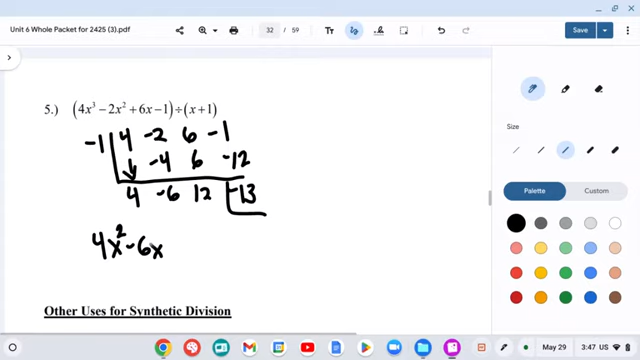 Unit 6 Whole Packet for 2425 (3).pdf
32 / 59
Save
5.) (4x³ − 2x² + 6x − 1) ÷ (x + 1)
-1 | 4 -2 6 -1
-4 6 -12
4 -6 12 -13
4x² - 6x
Other Uses for Synthetic Division
Size
Palette
Custom
May 29
3:47 US